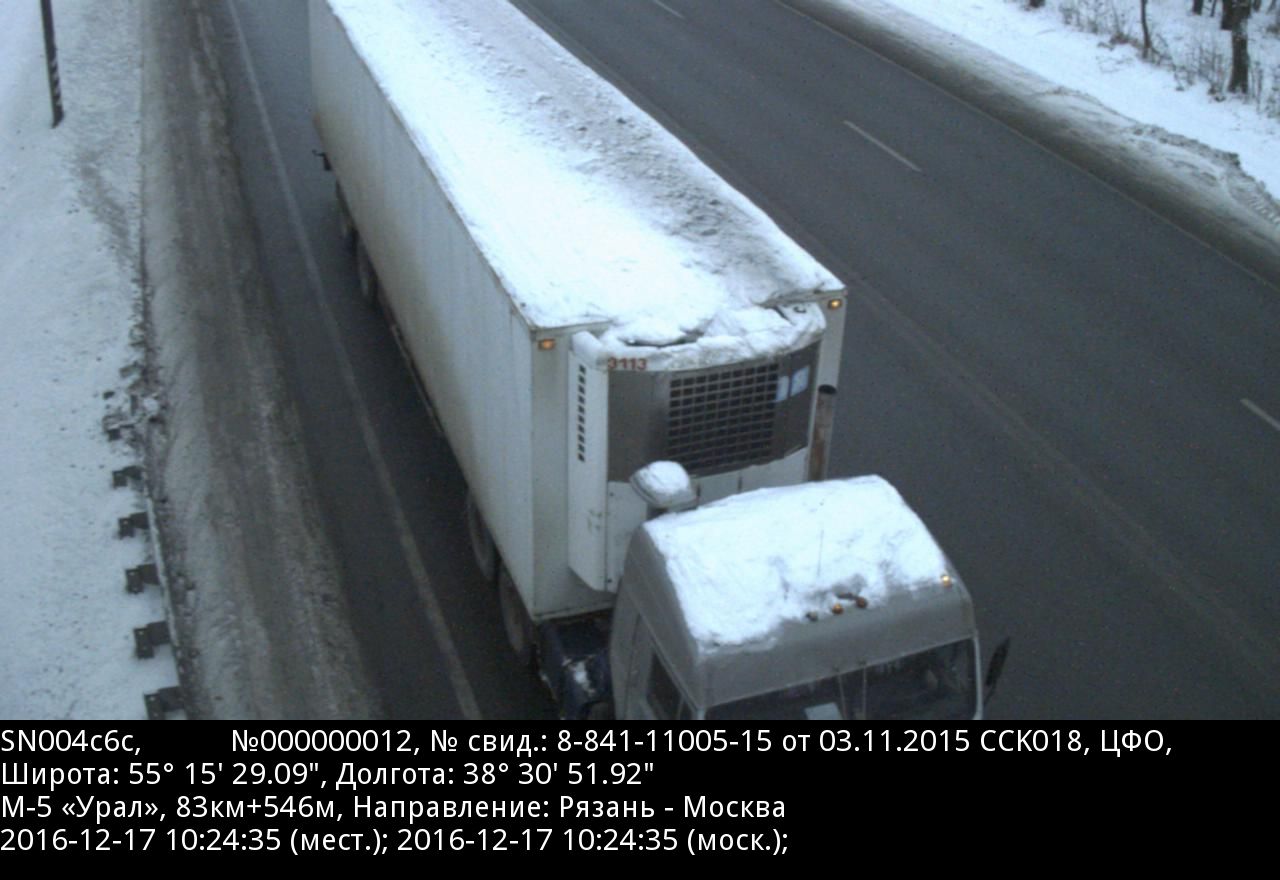 3113
SN004c6c, №000000012, № свид.: 8-841-11005-15 от 03.11.2015 ССК018, ЦФО,
Широта: 55° 15' 29.09", Долгота: 38° 30' 51.92"
М-5 «Урал», 83км+546м, Направление: Рязань - Москва
2016-12-17 10:24:35 (мест.); 2016-12-17 10:24:35 (моск.);